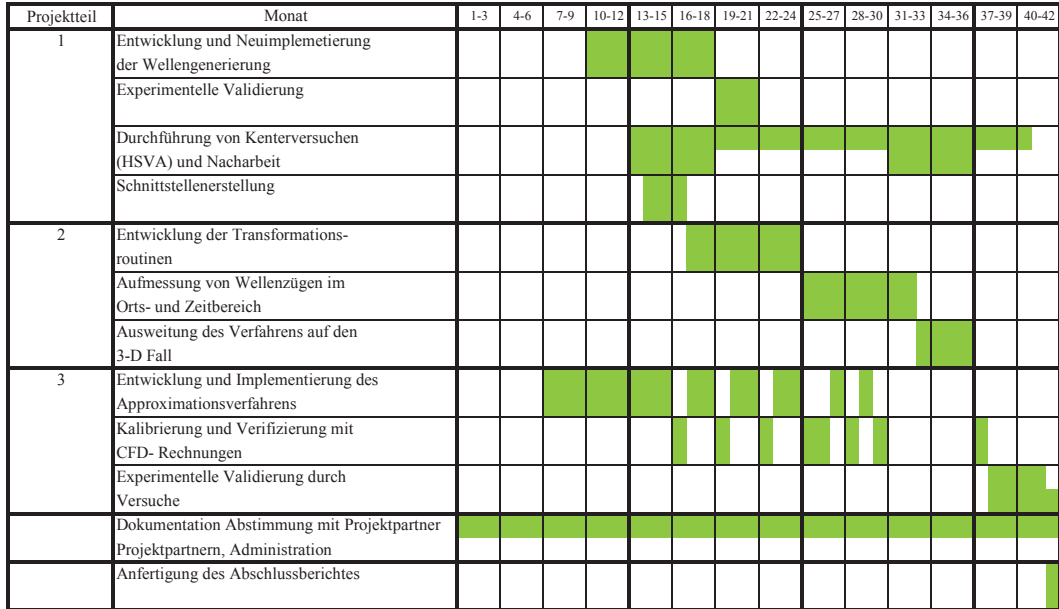 Projektteil Monat 1-3 4-6 7-9 10-12 13-15 16-18 19-21 22-24 25-27 28-30 31-33 34-36 37-39 40-42
1 Entwicklung und Neuimplemetierung
der Wellengenerierung
Experimentelle Validierung
Durchführung von Kenterversuchen
(HSVA) und Nacharbeit
Schnittstellenerstellung
2 Entwicklung der Transformations-
routinen
Aufmessung von Wellenzügen im
Orts- und Zeitbereich
Ausweitung des Verfahrens auf den
3-D Fall
3 Entwicklung und Implementierung des
Approximationsverfahrens
Kalibrierung und Verifizierung mit
CFD- Rechnungen
Experimentelle Validierung durch
Versuche
Dokumentation Abstimmung mit Projektpartner
Projektpartnern, Administration
Anfertigung des Abschlussberichtes